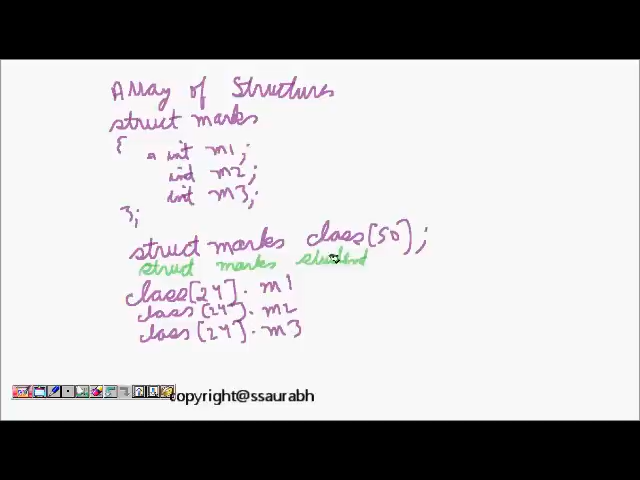 Array of Structures
struct marks
{
int m1;
int m2;
int m3;
};
struct marks class[50];
struct marks student
class[24].m1
class[24].m2
class[24].m3
copyright@ssaurabh